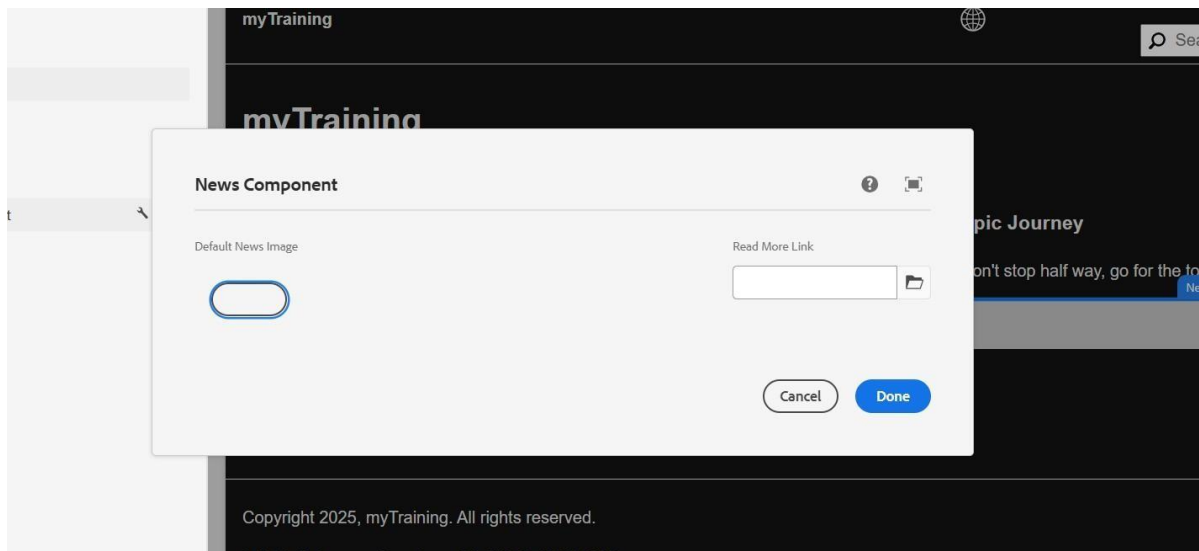 myTraining
Sea
myTraining
News Component
t
pic Journey
Default News Image
Read More Link
on't stop half way, go for the to
Ne
Cancel
Done
Copyright 2025, myTraining. All rights reserved.